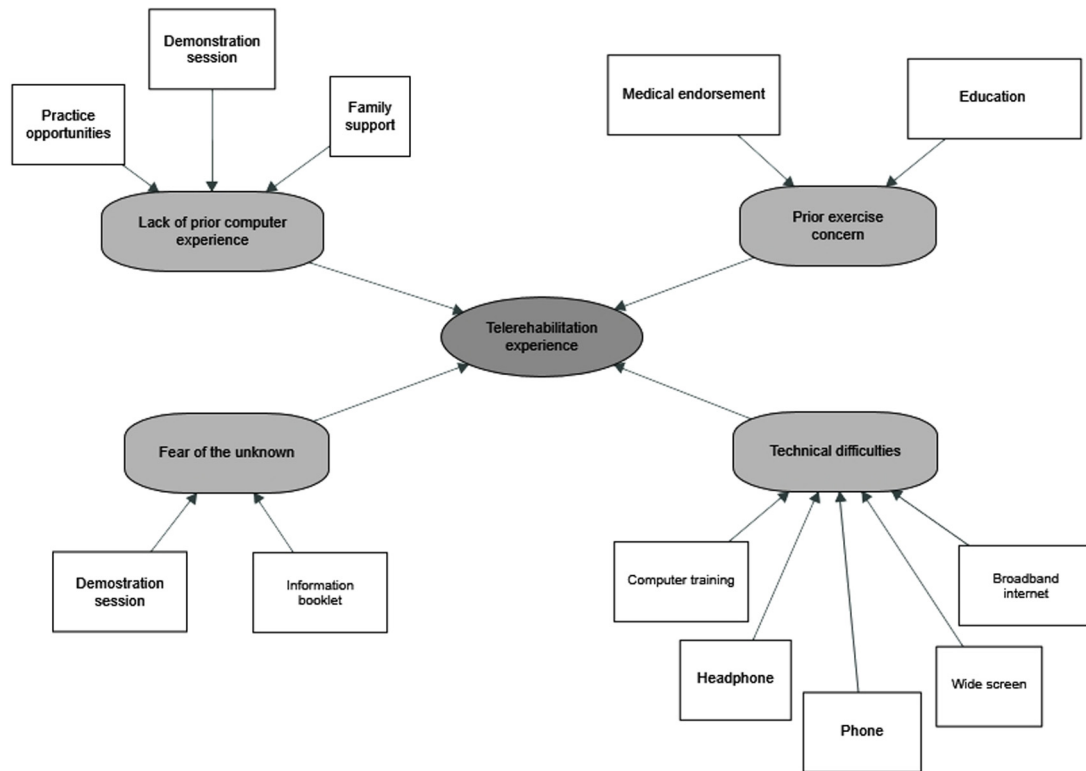 Demonstration
session
Practice
opportunities
Family
support
Medical endorsement
Education
Lack of prior computer
experience
Prior exercise
concern
Telerehabilitation
experience
Fear of the unknown
Technical difficulties
Demostration
session
Information
booklet
Computer training
Broadband
internet
Headphone
Wide screen
Phone